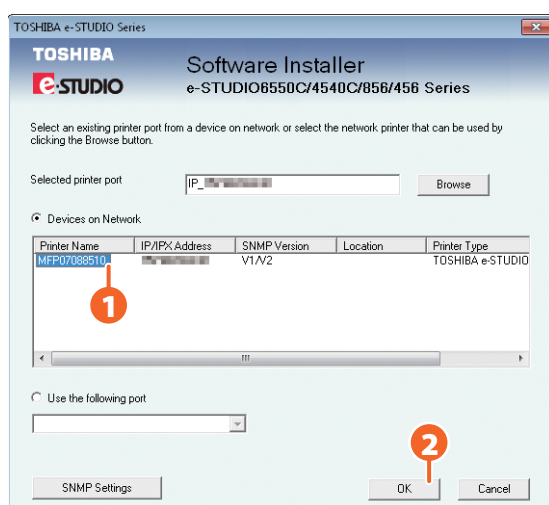 TOSHIBA e-STUDIO Series
TOSHIBA
e-STUDIO
Software Installer
e-STUDIO6550C/4540C/856/456 Series
Select an existing printer port from a device on network or select the network printer that can be used by
clicking the Browse button.
Selected printer port IP_ Browse
Devices on Network
Printer Name IP/IPX Address SNMP Version Location Printer Type
MFP07088510 V1/V2 TOSHIBA e-STUDIO
1
Use the following port
2
SNMP Settings OK Cancel